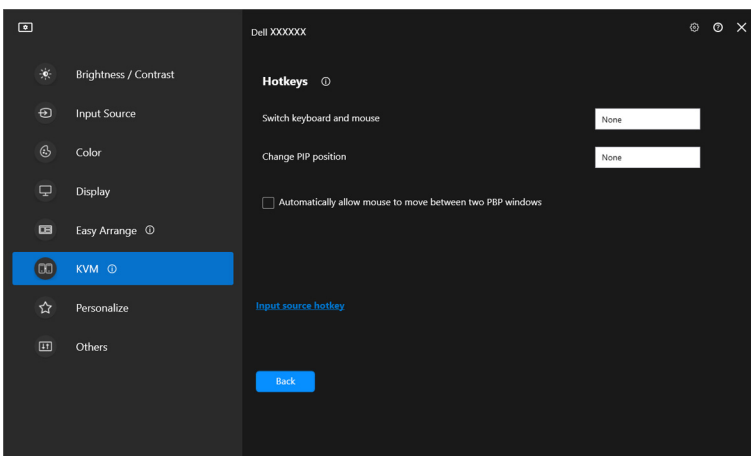 Dell XXXXXX
Brightness / Contrast
Input Source
Color
Display
Easy Arrange
KVM
Personalize
Others
Hotkeys
Switch keyboard and mouse
None
Change PIP position
None
Automatically allow mouse to move between two PBP windows
Input source hotkey
Back